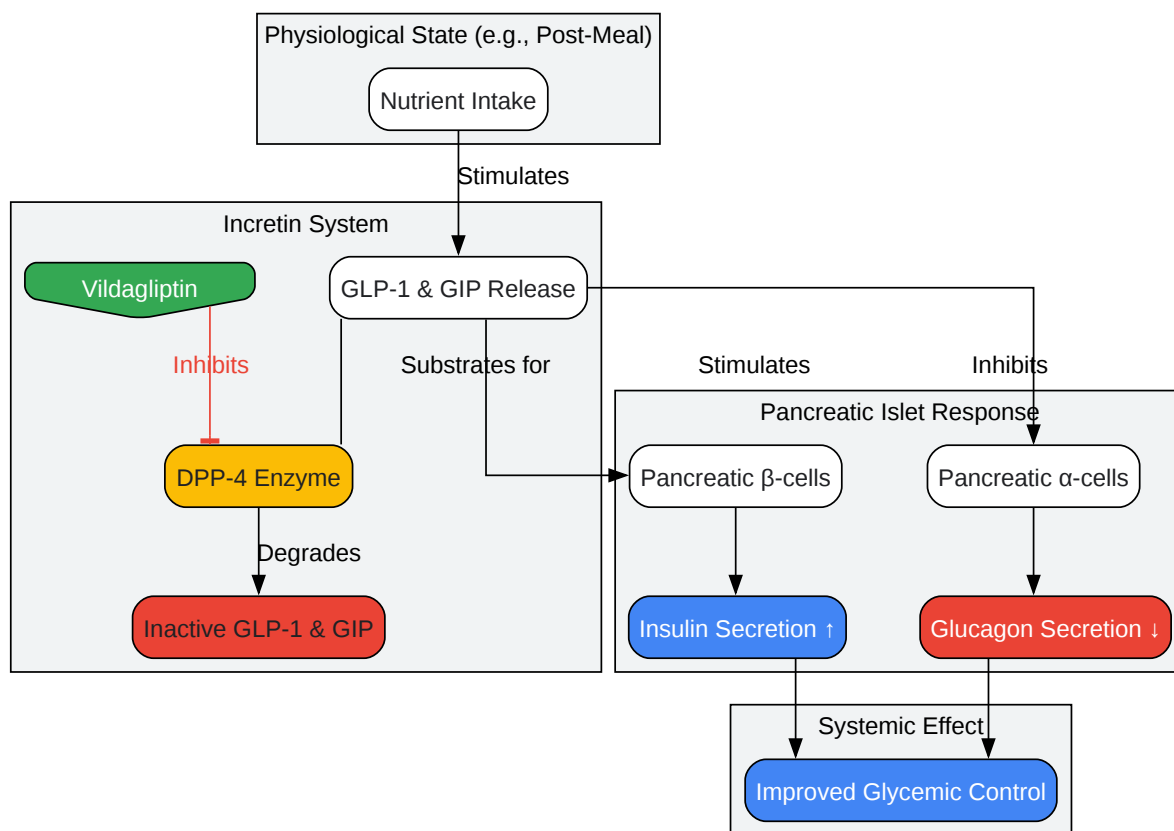 Physiological State (e.g., Post-Meal)
Nutrient Intake
Stimulates
Incretin System
Vildagliptin
GLP-1 & GIP Release
Inhibits
Substrates for
Stimulates
Inhibits
Pancreatic Islet Response
DPP-4 Enzyme
Pancreatic β-cells
Pancreatic α-cells
Degrades
Inactive GLP-1 & GIP
Insulin Secretion ↑
Glucagon Secretion ↓
Systemic Effect
Improved Glycemic Control